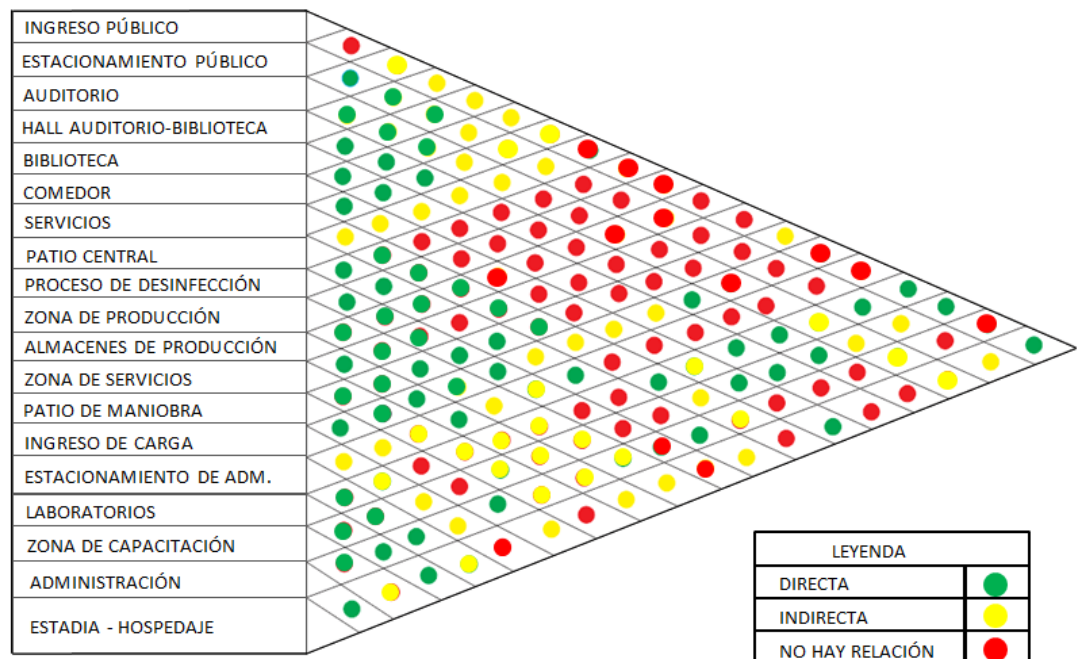 INGRESO PÚBLICO
ESTACIONAMIENTO PÚBLICO
AUDITORIO
HALL AUDITORIO-BIBLIOTECA
BIBLIOTECA
COMEDOR
SERVICIOS
PATIO CENTRAL
PROCESO DE DESINFECCIÓN
ZONA DE PRODUCCIÓN
ALMACENES DE PRODUCCIÓN
ZONA DE SERVICIOS
PATIO DE MANIOBRA
INGRESO DE CARGA
ESTACIONAMIENTO DE ADM.
LABORATORIOS
ZONA DE CAPACITACIÓN
ADMINISTRACIÓN
ESTADIA - HOSPEDAJE
LEYENDA
DIRECTA
INDIRECTA
NO HAY RELACIÓN